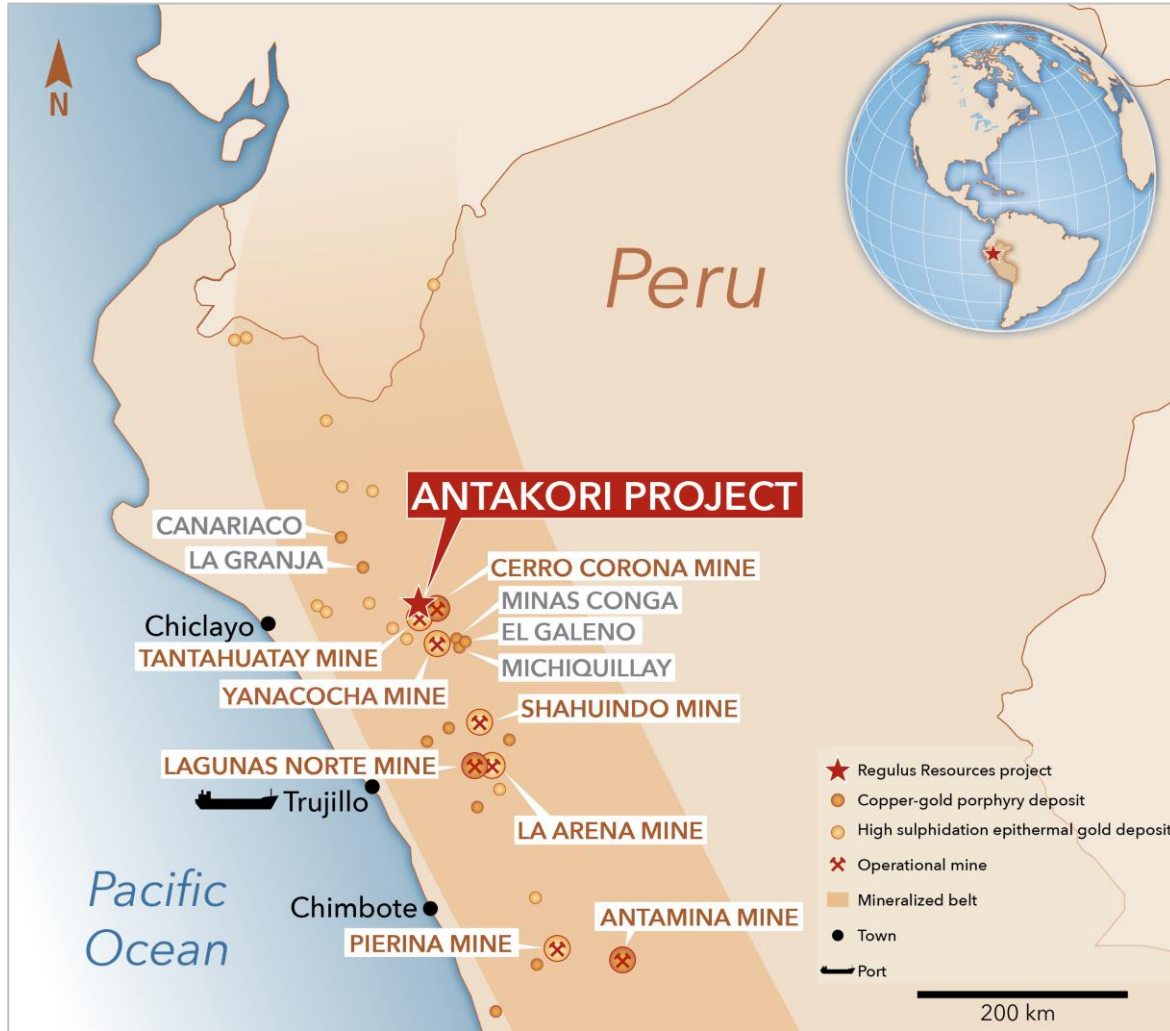 N
Peru
ANTAKORI PROJECT
CANARIACO
LA GRANJA
CERRO CORONA MINE
MINAS CONGA
Chiclayo
EL GALENO
TANTAHUATAY MINE
MICHIQUILLAY
YANACOCHA MINE
SHAHUINDO MINE
LAGUNAS NORTE MINE
Trujillo
LA ARENA MINE
Pacific
Ocean
Chimbote
ANTAMINA MINE
PIERINA MINE
Regulus Resources project
Copper-gold porphyry deposit
High sulphidation epithermal gold deposit
Operational mine
Mineralized belt
Town
Port
200 km